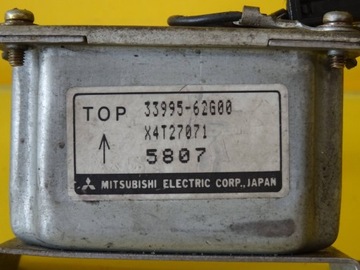 TOP 33995-62G00
X4T27071
↑ 5807
MITSUBISHI ELECTRIC CORP., JAPAN